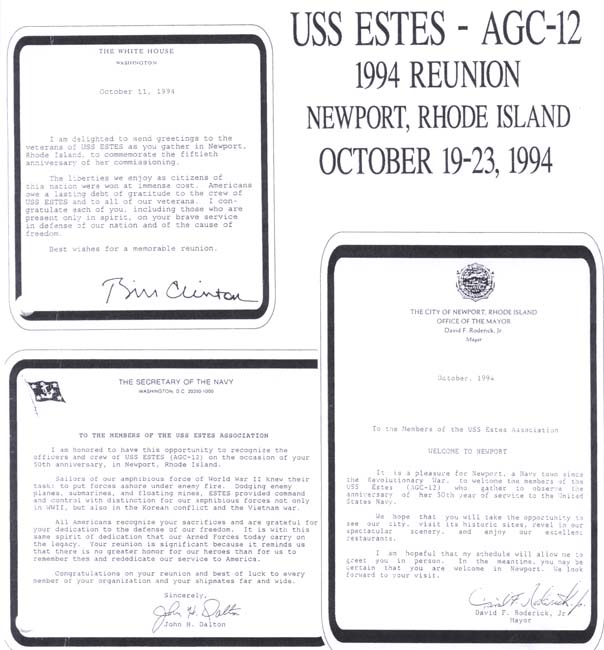 USS ESTES - AGC-12
1994 REUNION
NEWPORT, RHODE ISLAND
OCTOBER 19-23, 1994
THE WHITE HOUSE
WASHINGTON
October 11, 1994
I am delighted to send greetings to the
veterans of USS ESTES as you gather in Newport,
Rhode Island, to commemorate the fiftieth
anniversary of her commissioning.
The liberties we enjoy as citizens of
this nation were won at immense cost. Americans
owe a lasting debt of gratitude to the crew of
USS ESTES and to all of our veterans. I con-
gratulate each of you, including those who are
present only in spirit, on your brave service
in defense of our nation and of the cause of
freedom.
Best wishes for a memorable reunion.
Bill Clinton
THE SECRETARY OF THE NAVY
WASHINGTON, D.C. 20350-1000
TO THE MEMBERS OF THE USS ESTES ASSOCIATION
I am honored to have this opportunity to recognize the
officers and crew of USS ESTES (AGC-12) on the occasion of your
50th anniversary, in Newport, Rhode Island.
Sailors of our amphibious force of World War II knew their
task: to put forces ashore under enemy fire. Dodging enemy
planes, submarines, and floating mines, ESTES provided command
and control with distinction for our amphibious forces not only
in WWII, but also in the Korean conflict and the Vietnam war.
All Americans recognize your sacrifices and are grateful for
your dedication to the defense of our freedom. It is with this
same spirit of dedication that our Armed Forces today carry on
the legacy. Your reunion is significant because it reminds us
that there is no greater honor for our heroes than for us to
remember them and rededicate our service to America.
Congratulations on your reunion and best of luck to every
member of your organization and your shipmates far and wide.
Sincerely,
John H. Dalton
John H. Dalton
THE CITY OF NEWPORT, RHODE ISLAND
OFFICE OF THE MAYOR
David F. Roderick, Jr
Mayor
October, 1994
To the Members of the USS Estes Association
WELCOME TO NEWPORT
It is a pleasure for Newport, a Navy town since
the Revolutionary War, to welcome the members of the
USS Estes (AGC-12) who gather to observe the
anniversary of her 50th year of service to the United
States Navy.
We hope that you will take the opportunity to
see our city, visit its historic sites, revel in our
spectacular scenery, and enjoy our excellent
restaurants.
I am hopeful that my schedule will allow me to
greet you in person. In the meantime, you may be
certain that you are welcome in Newport. We look
forward to your visit.
David F. Roderick, Jr.
David F. Roderick, Jr
Mayor